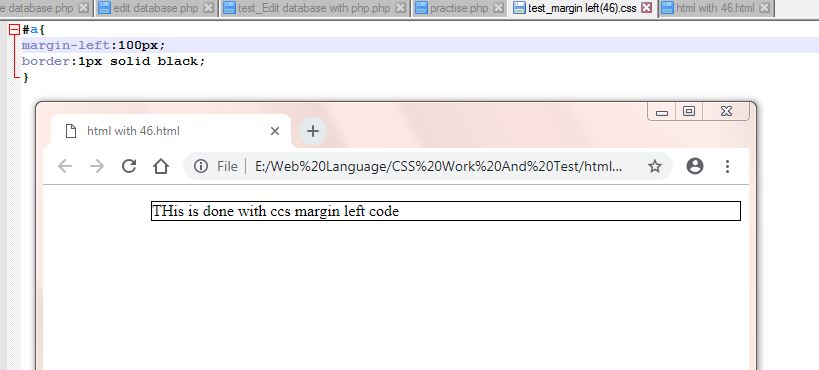 e database.php edit database.php test_Edit database with php.php practise.php test_margin left(46).css html with 46.html
#a{
margin-left:100px;
border:1px solid black;
}
html with 46.html
File E:/Web%20Language/CSS%20Work%20And%20Test/html...
THis is done with ccs margin left code